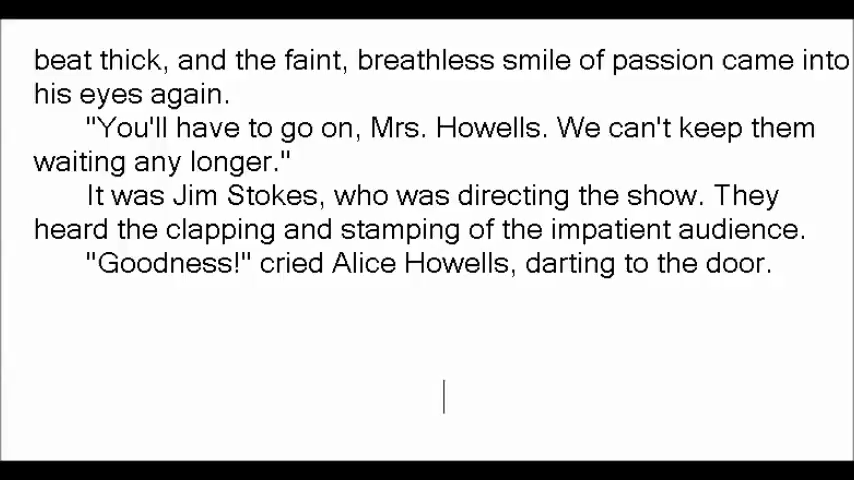 beat thick, and the faint, breathless smile of passion came into
his eyes again.
"You'll have to go on, Mrs. Howells. We can't keep them
waiting any longer."
It was Jim Stokes, who was directing the show. They
heard the clapping and stamping of the impatient audience.
"Goodness!" cried Alice Howells, darting to the door.